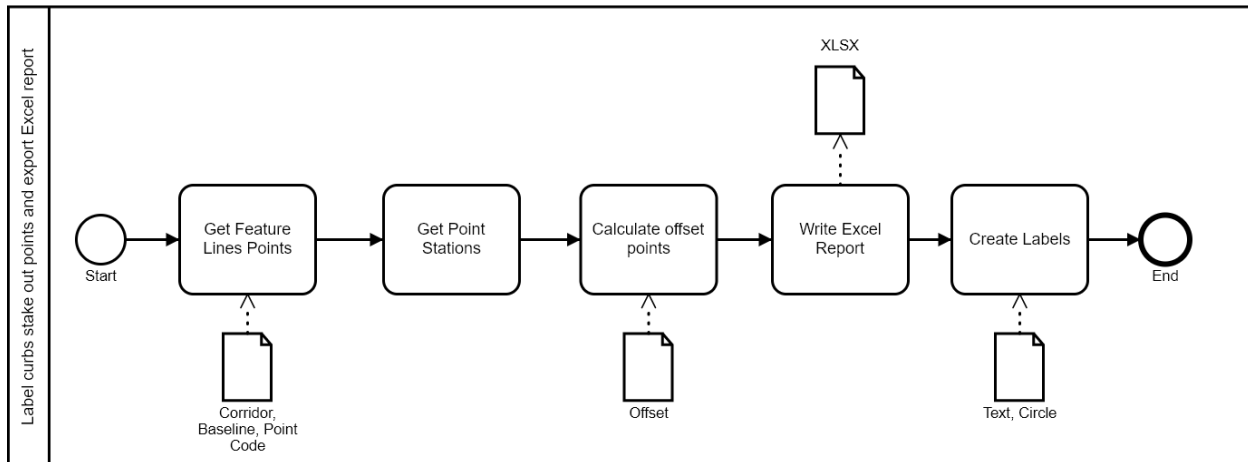 Label curbs stake out points and export Excel report
XLSX
Start
Get Feature
Lines Points
Get Point
Stations
Calculate offset
points
Write Excel
Report
Create Labels
End
Corridor,
Baseline, Point
Code
Offset
Text, Circle